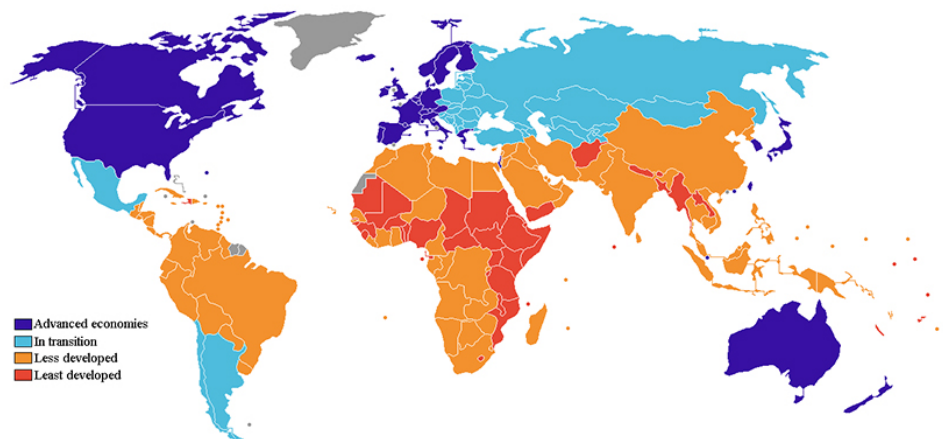 Advanced economies
In transition
Less developed
Least developed